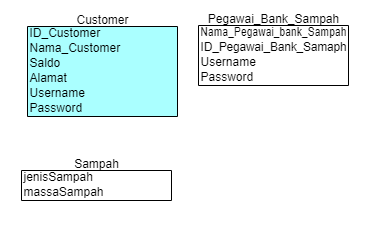 Customer
ID_Customer
Nama_Customer
Saldo
Alamat
Username
Password
Pegawai_Bank_Sampah
Nama_Pegawai_bank_Sampah
ID_Pegawai_Bank_Samaph
Username
Password
Sampah
jenisSampah
massaSampah